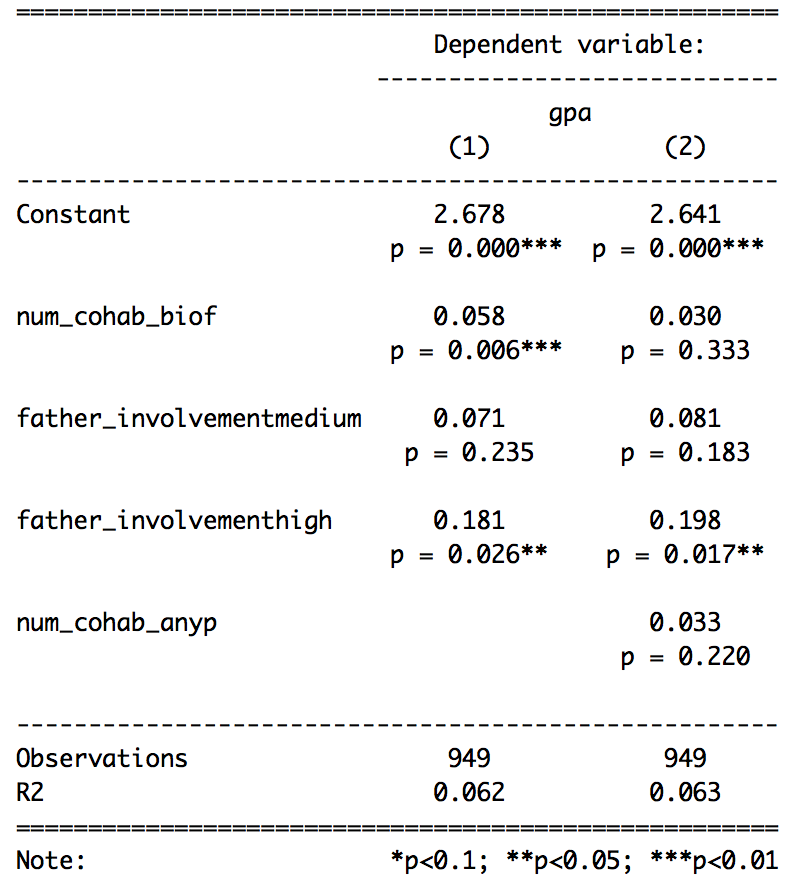 =====================================================
Dependent variable:
----------------------------
gpa
(1) (2)
-----------------------------------------------------
Constant 2.678 2.641
p = 0.000*** p = 0.000***
num_cohab_biof 0.058 0.030
p = 0.006*** p = 0.333
father_involvementmedium 0.071 0.081
p = 0.235 p = 0.183
father_involvementhigh 0.181 0.198
p = 0.026** p = 0.017**
num_cohab_anyp 0.033
p = 0.220
-----------------------------------------------------
Observations 949 949
R2 0.062 0.063
=====================================================
Note: *p<0.1; **p<0.05; ***p<0.01